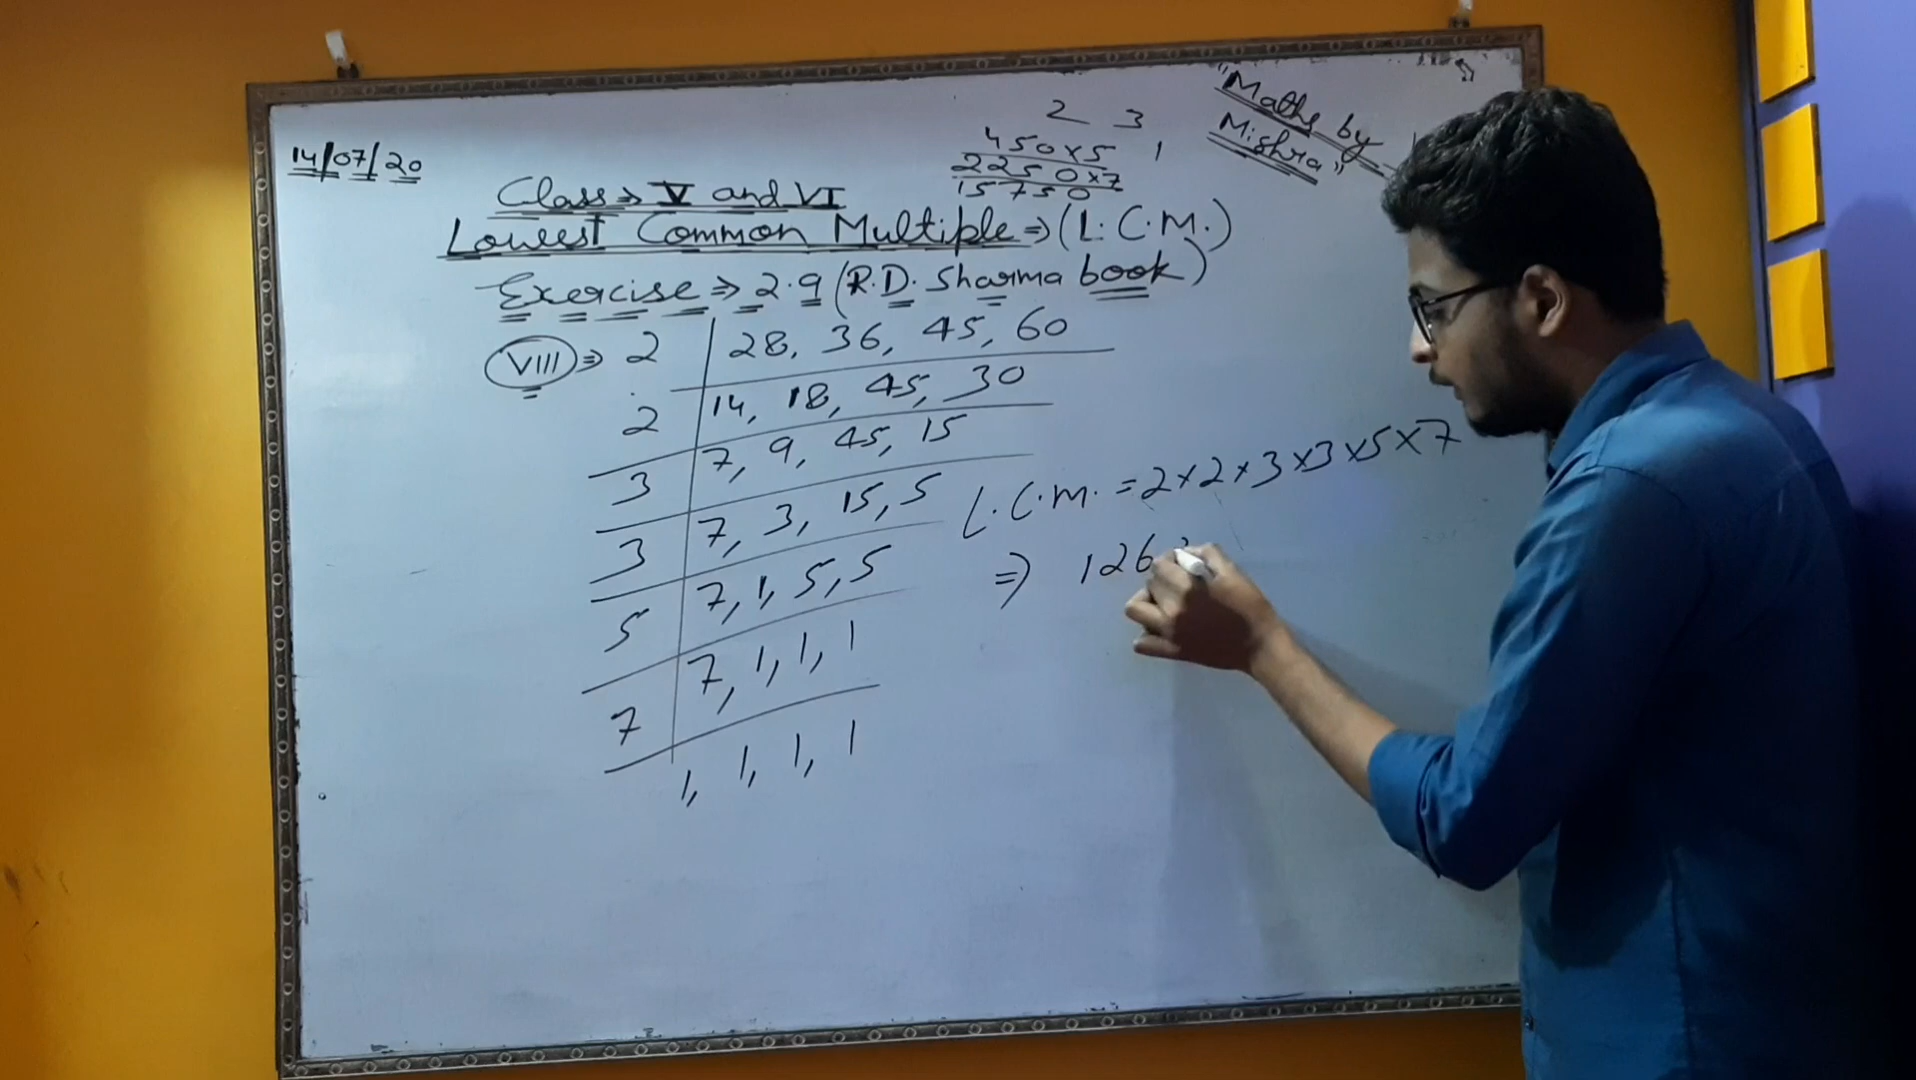 14/07/20
2 3
450×5 1
2250×7
15750
"Maths by
Mishra"
Class ⇒ V and VI
Lowest Common Multiple ⇒ (L.C.M.)
Exercise ⇒ 2.9 (R.D. Sharma book)
VIII ⇒ 2 | 28, 36, 45, 60
2 | 14, 18, 45, 30
3 | 7, 9, 45, 15
3 | 7, 3, 15, 5
5 | 7, 1, 5, 5
7 | 7, 1, 1, 1
1, 1, 1, 1
L.C.M. = 2×2×3×3×5×7
⇒ 126